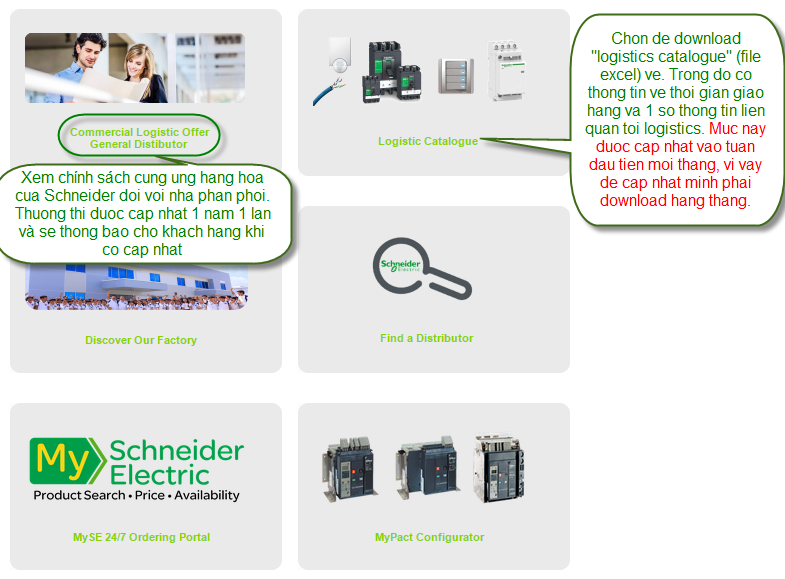 Commercial Logistic Offer
General Distibutor
Xem chính sách cung ung hang hoa
cua Schneider doi voi nha phan phoi.
Thuong thi duoc cap nhat 1 nam 1 lan
và se thong bao cho khach hang khi
co cap nhat
Logistic Catalogue
Chon de download
"logistics catalogue" (file
excel) ve. Trong do co
thong tin ve thoi gian giao
hang va 1 so thong tin lien
quan toi logistics. Muc nay
duoc cap nhat vao tuan
dau tien moi thang, vi vay
de cap nhat minh phai
download hang thang.
Discover Our Factory
Schneider
Electric
Find a Distributor
My Schneider
Electric
Product Search • Price • Availability
MySE 24/7 Ordering Portal
MyPact Configurator